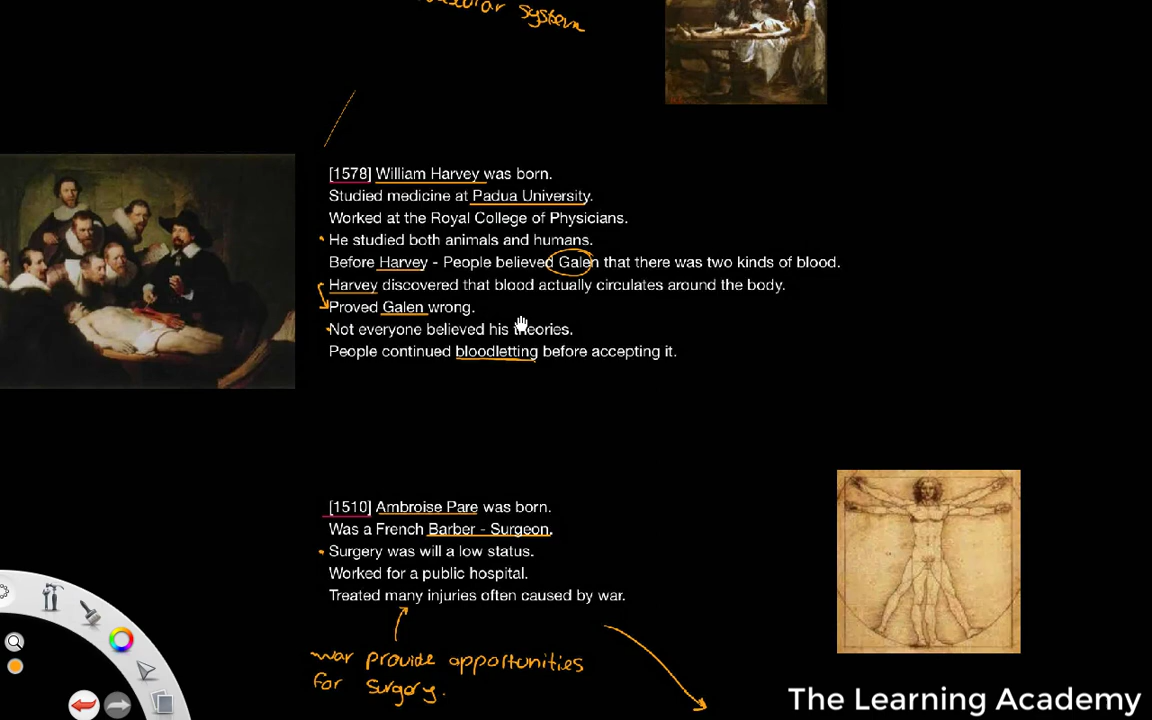 system
[1578] William Harvey was born.
Studied medicine at Padua University.
Worked at the Royal College of Physicians.
He studied both animals and humans.
Before Harvey - People believed Galen that there was two kinds of blood.
Harvey discovered that blood actually circulates around the body.
Proved Galen wrong.
Not everyone believed his theories.
People continued bloodletting before accepting it.
[1510] Ambroise Pare was born.
Was a French Barber - Surgeon.
Surgery was will a low status.
Worked for a public hospital.
Treated many injuries often caused by war.
war provide opportunities
for surgery.
The Learning Academy